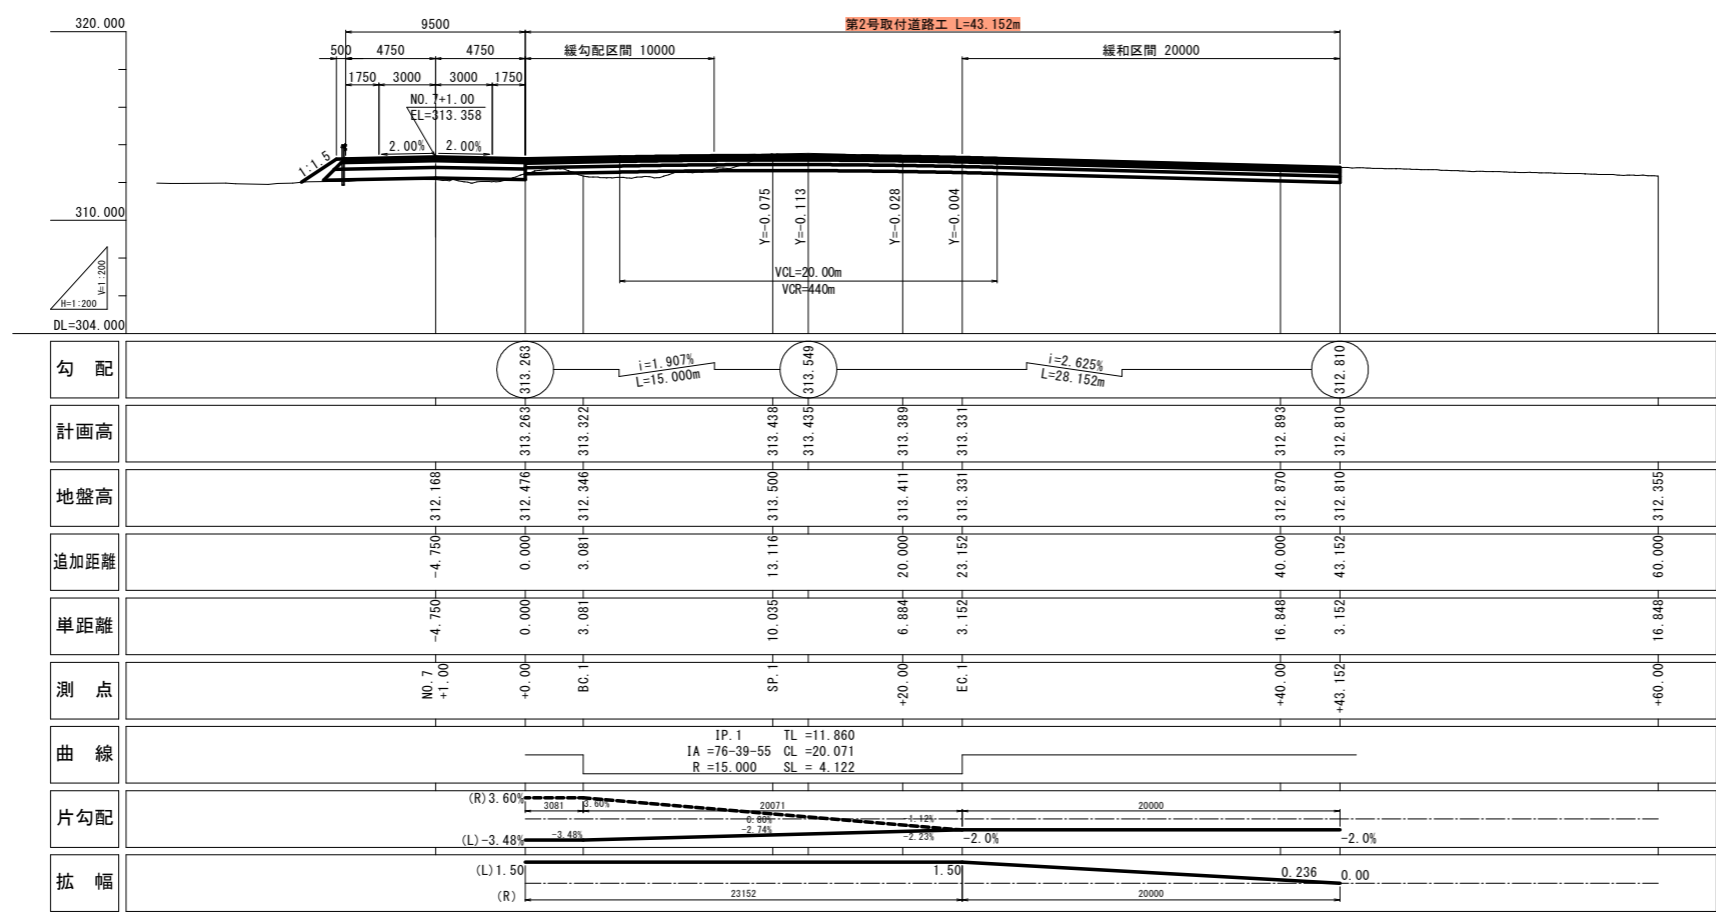 320.000
9500
第2号取付道路工 L=43.152m
500 4750 4750
緩勾配区間 10000
緩和区間 20000
1750 3000 3000 1750
NO.7+1.00
EL=313.358
1:1.5
2.00% 2.00%
310.000
Y=-0.075
Y=-0.113
Y=-0.028
Y=-0.004
VCL=20.00m
VCR=440m
V=1:200
H=1:200
DL=304.000
勾 配
313.263
i=1.907%
L=15.000m
313.549
i=2.625%
L=28.152m
312.810
計画高
313.263
313.322
313.438
313.435
313.389
313.331
312.893
312.810
地盤高
312.168
312.476
312.346
313.500
313.411
313.331
312.870
312.810
312.355
追加距離
-4.750
0.000
3.081
13.116
20.000
23.152
40.000
43.152
60.000
単距離
-4.750
0.000
3.081
10.035
6.884
3.152
16.848
3.152
16.848
測 点
NO.7
+1.00
+0.00
BC.1
SP.1
+20.00
EC.1
+40.00
+43.152
+60.00
曲 線
IP.1 TL =11.860
IA =76-39-55 CL =20.071
R =15.000 SL = 4.122
片勾配
(R)3.60%
3081
3.60%
20071
20000
0.80%
-1.12%
(L)-3.48%
-3.48%
-2.74%
-2.23%
-2.0%
-2.0%
拡 幅
(L)1.50
1.50
0.236
0.00
(R)
23152
20000